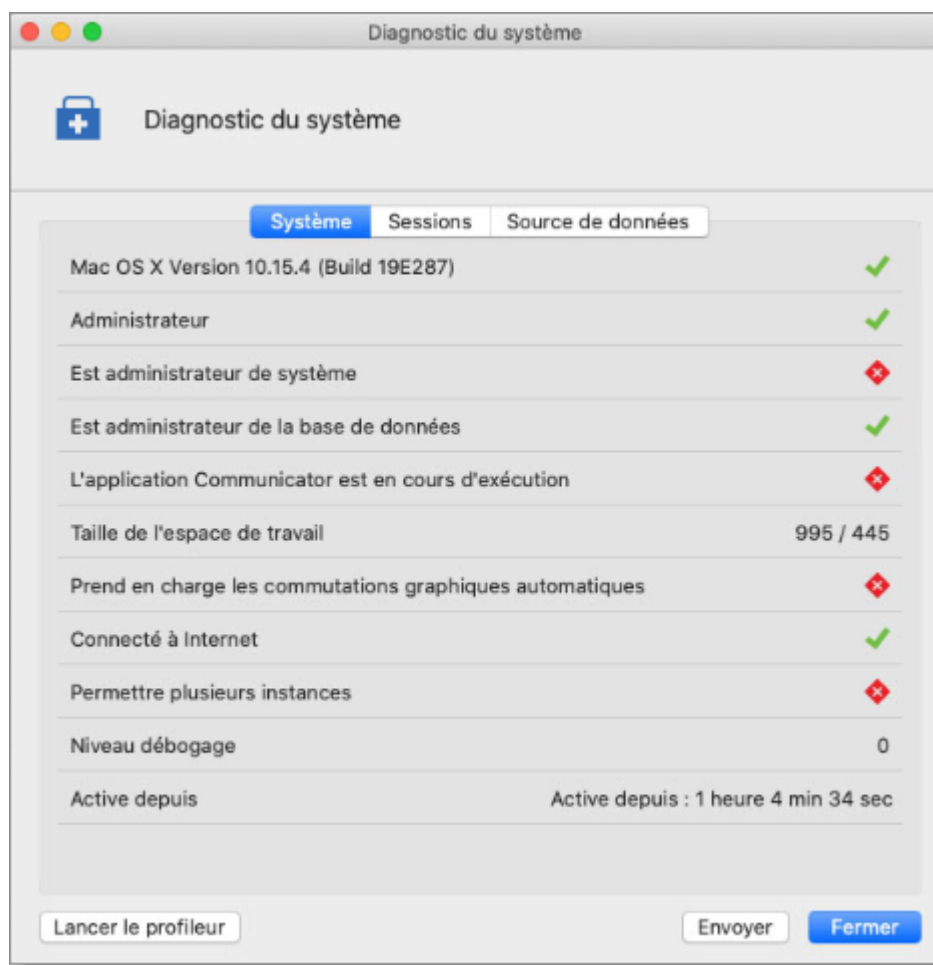 Diagnostic du système
Diagnostic du système
Système Sessions Source de données
Mac OS X Version 10.15.4 (Build 19E287)
Administrateur
Est administrateur de système
Est administrateur de la base de données
L'application Communicator est en cours d'exécution
Taille de l'espace de travail 995 / 445
Prend en charge les commutations graphiques automatiques
Connecté à Internet
Permettre plusieurs instances
Niveau débogage 0
Active depuis Active depuis : 1 heure 4 min 34 sec
Lancer le profileur Envoyer Fermer